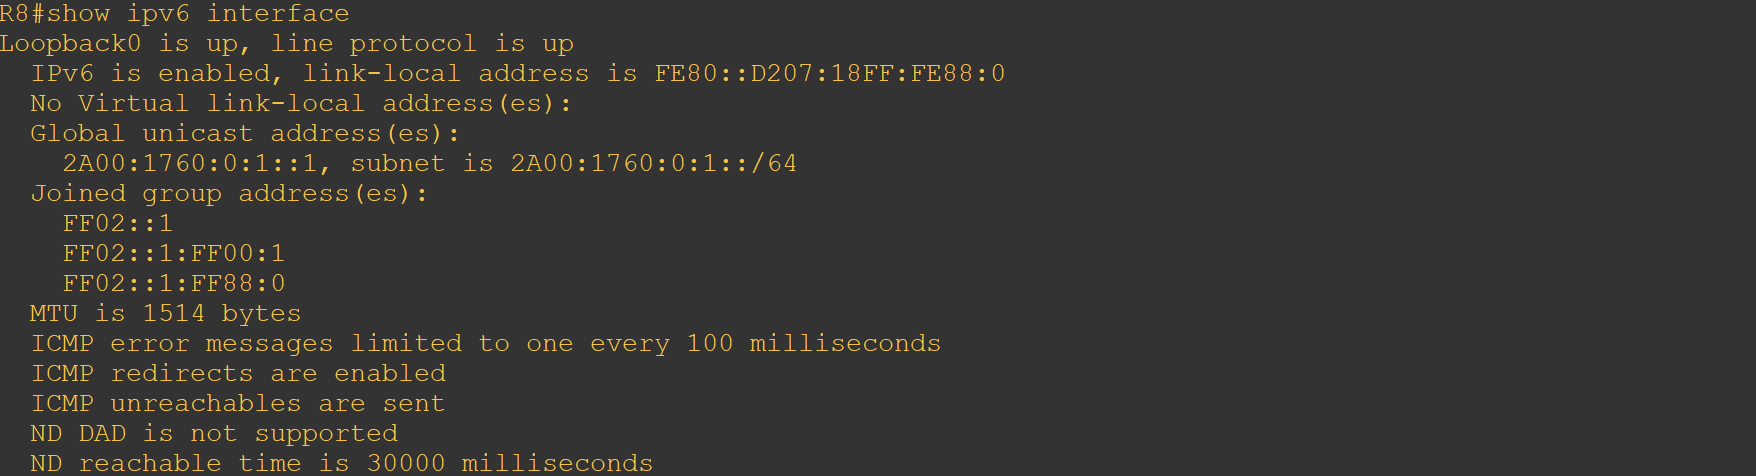 R8#show ipv6 interface
Loopback0 is up, line protocol is up
IPv6 is enabled, link-local address is FE80::D207:18FF:FE88:0
No Virtual link-local address(es):
Global unicast address(es):
2A00:1760:0:1::1, subnet is 2A00:1760:0:1::/64
Joined group address(es):
FF02::1
FF02::1:FF00:1
FF02::1:FF88:0
MTU is 1514 bytes
ICMP error messages limited to one every 100 milliseconds
ICMP redirects are enabled
ICMP unreachables are sent
ND DAD is not supported
ND reachable time is 30000 milliseconds